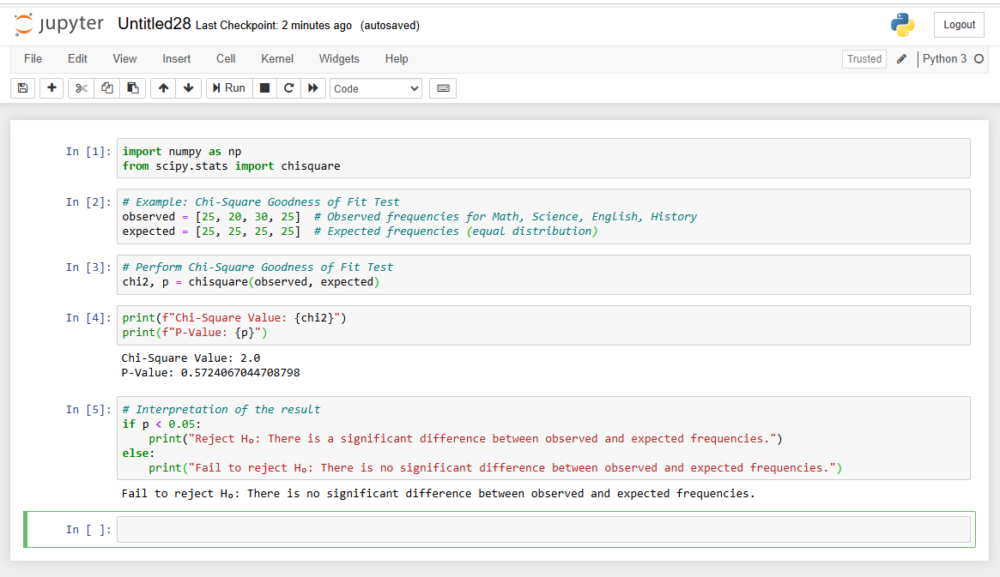 jupyter Untitled28 Last Checkpoint: 2 minutes ago (autosaved) Logout
File Edit View Insert Cell Kernel Widgets Help Trusted Python 3
Run Code
In [1]: import numpy as np
from scipy.stats import chisquare
In [2]: # Example: Chi-Square Goodness of Fit Test
observed = [25, 20, 30, 25]  # Observed frequencies for Math, Science, English, History
expected = [25, 25, 25, 25]  # Expected frequencies (equal distribution)
In [3]: # Perform Chi-Square Goodness of Fit Test
chi2, p = chisquare(observed, expected)
In [4]: print(f"Chi-Square Value: {chi2}")
print(f"P-Value: {p}")
Chi-Square Value: 2.0
P-Value: 0.5724067044708798
In [5]: # Interpretation of the result
if p < 0.05:
    print("Reject H₀: There is a significant difference between observed and expected frequencies.")
else:
    print("Fail to reject H₀: There is no significant difference between observed and expected frequencies.")
Fail to reject H₀: There is no significant difference between observed and expected frequencies.
In [ ]: